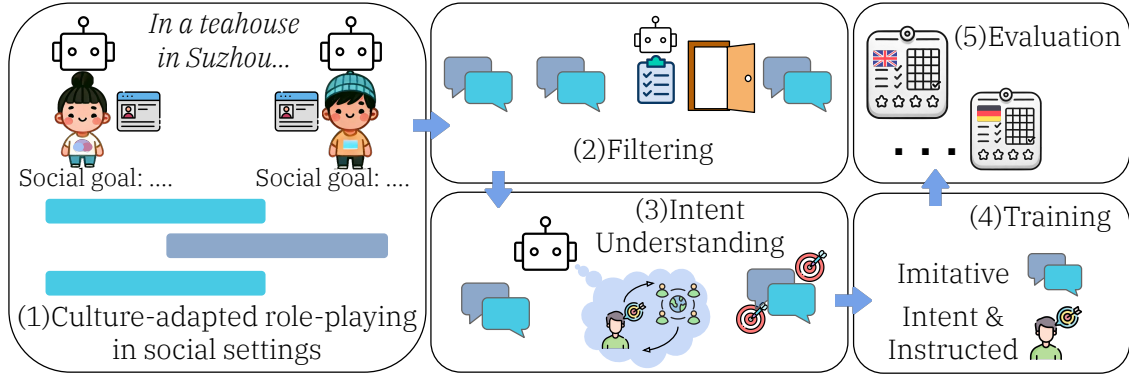 In a teahouse
in Suzhou...
Social goal: ....
Social goal: ....
(1)Culture-adapted role-playing
in social settings
(2)Filtering
(3)Intent
Understanding
(4)Training
Imitative
Intent &
Instructed
(5)Evaluation
. . .